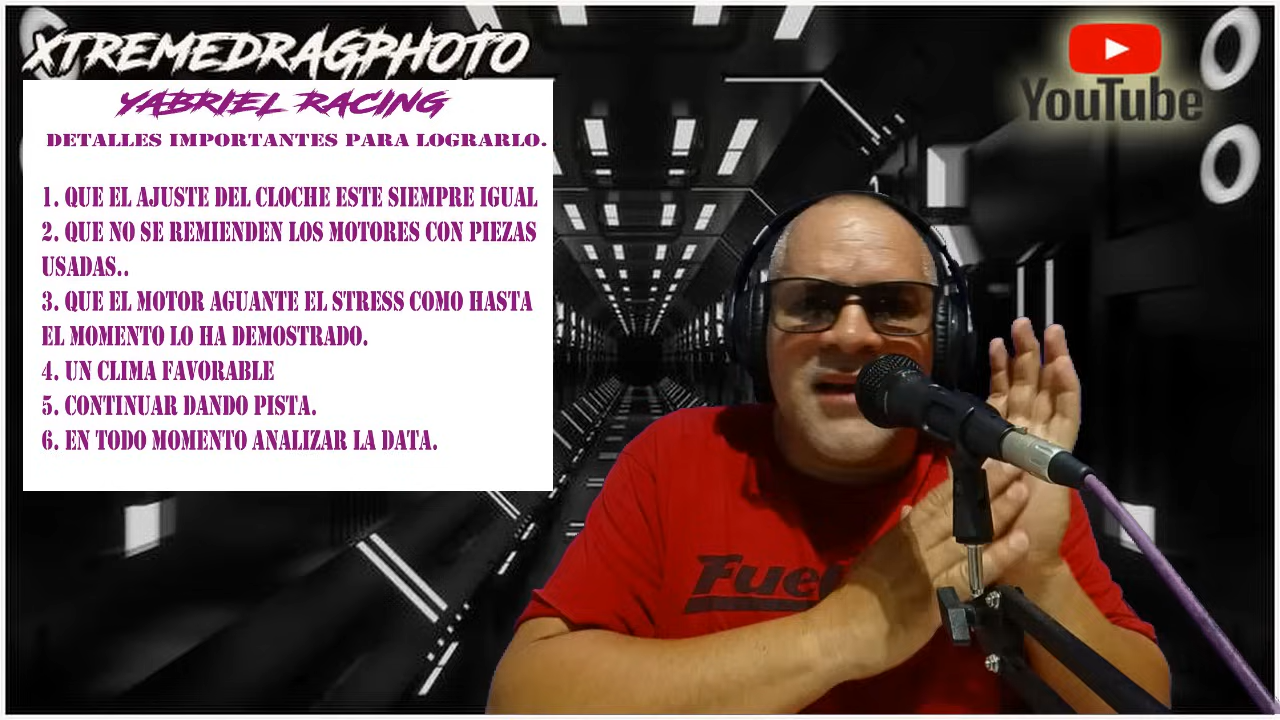 XTREMEDRAGPHOTO
YouTube
YABRIEL RACING
DETALLES IMPORTANTES PARA LOGRARLO.
1. QUE EL AJUSTE DEL CLOCHE ESTE SIEMPRE IGUAL
2. QUE NO SE REMIENDEN LOS MOTORES CON PIEZAS
USADAS..
3. QUE EL MOTOR AGUANTE EL STRESS COMO HASTA
EL MOMENTO LO HA DEMOSTRADO.
4. UN CLIMA FAVORABLE
5. CONTINUAR DANDO PISTA.
6. EN TODO MOMENTO ANALIZAR LA DATA.
Fuel